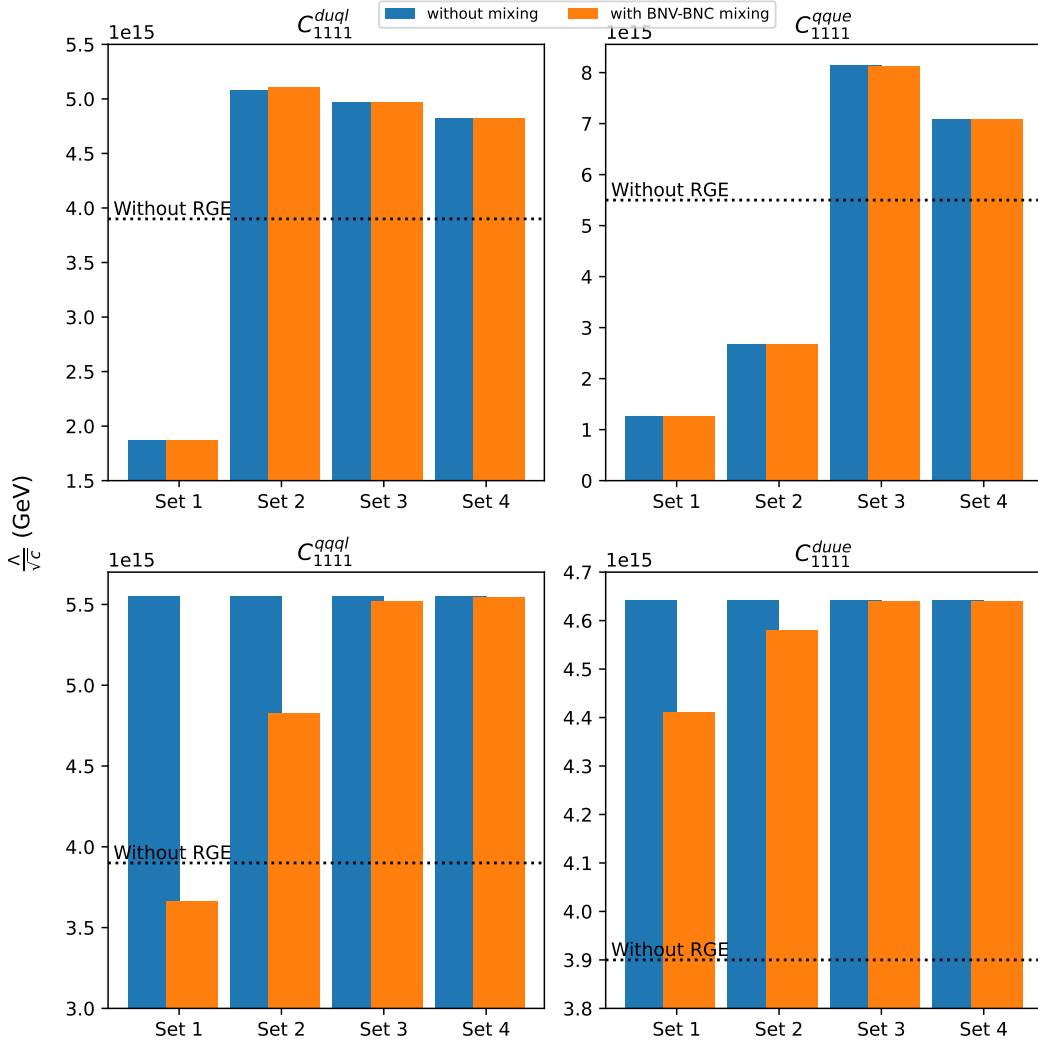 without mixing with BNV-BNC mixing
C_{1111}^{duql}
1e15
5.5
5.0
4.5
4.0
3.5
3.0
2.5
2.0
1.5
Without RGE
Set 1 Set 2 Set 3 Set 4
C_{1111}^{qque}
1e15
8
7
6
5
4
3
2
1
0
Without RGE
Set 1 Set 2 Set 3 Set 4
Λ/√c (GeV)
C_{1111}^{qqql}
1e15
5.5
5.0
4.5
4.0
3.5
3.0
Without RGE
Set 1 Set 2 Set 3 Set 4
C_{1111}^{duue}
1e15
4.7
4.6
4.5
4.4
4.3
4.2
4.1
4.0
3.9
3.8
Without RGE
Set 1 Set 2 Set 3 Set 4